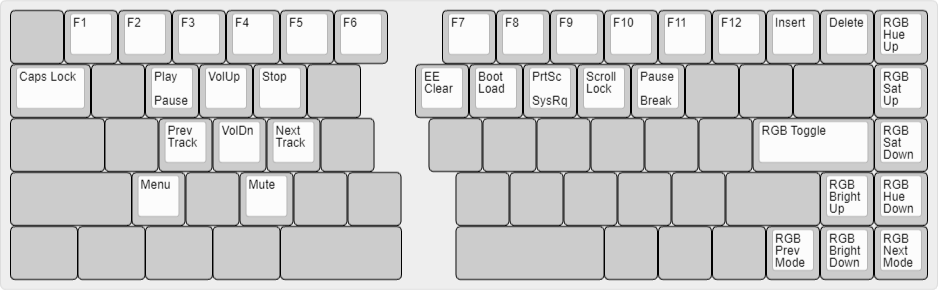 F1
F2
F3
F4
F5
F6
F7
F8
F9
F10
F11
F12
Insert
Delete
RGB
Hue
Up
Caps Lock
Play
Pause
VolUp
Stop
EE
Clear
Boot
Load
PrtSc
SysRq
Scroll
Lock
Pause
Break
RGB
Sat
Up
Prev
Track
VolDn
Next
Track
RGB Toggle
RGB
Sat
Down
Menu
Mute
RGB
Bright
Up
RGB
Hue
Down
RGB
Prev
Mode
RGB
Bright
Down
RGB
Next
Mode